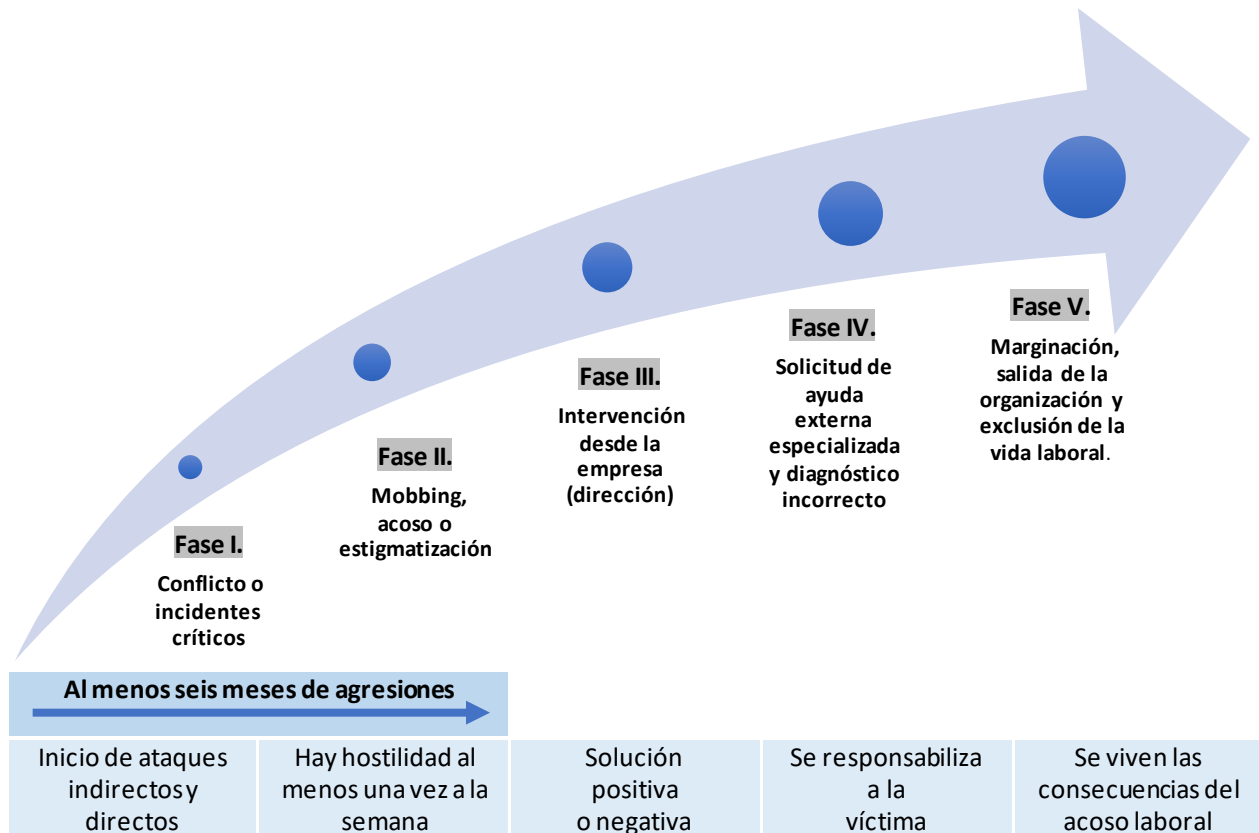 Fase I.
Conflicto o
incidentes
críticos
Fase II.
Mobbing,
acoso o
estigmatización
Fase III.
Intervención
desde la
empresa
(dirección)
Fase IV.
Solicitud de
ayuda
externa
especializada
y diagnóstico
incorrecto
Fase V.
Marginación,
salida de la
organización y
exclusión de la
vida laboral.
Al menos seis meses de agresiones
Inicio de ataques
indirectos y
directos
Hay hostilidad al
menos una vez a la
semana
Solución
positiva
o negativa
Se responsabiliza
a la
víctima
Se viven las
consecuencias del
acoso laboral